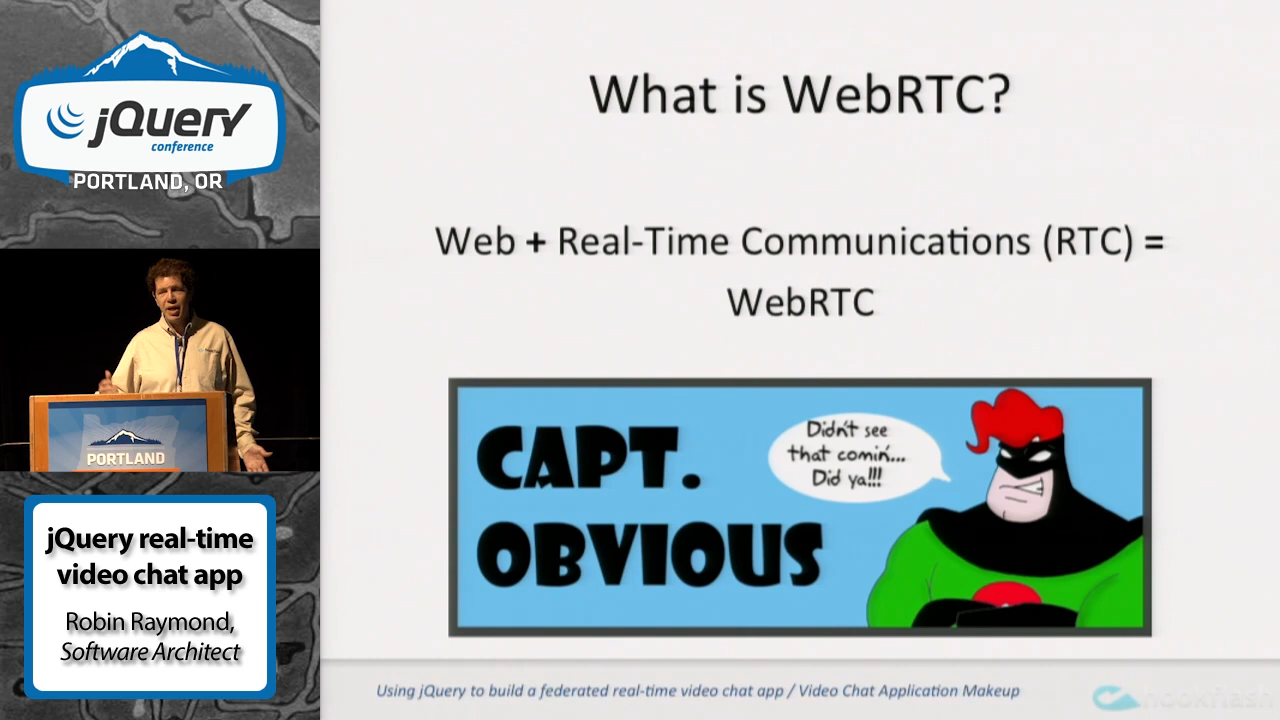 jQuery
conference
PORTLAND, OR
PORTLAND
jQuery real-time
video chat app
Robin Raymond,
Software Architect
What is WebRTC?
Web + Real-Time Communications (RTC) =
WebRTC
CAPT.
OBVIOUS
Didn't see
that comin'...
Did ya!!!
Using jQuery to build a federated real-time video chat app / Video Chat Application Makeup
hookflash